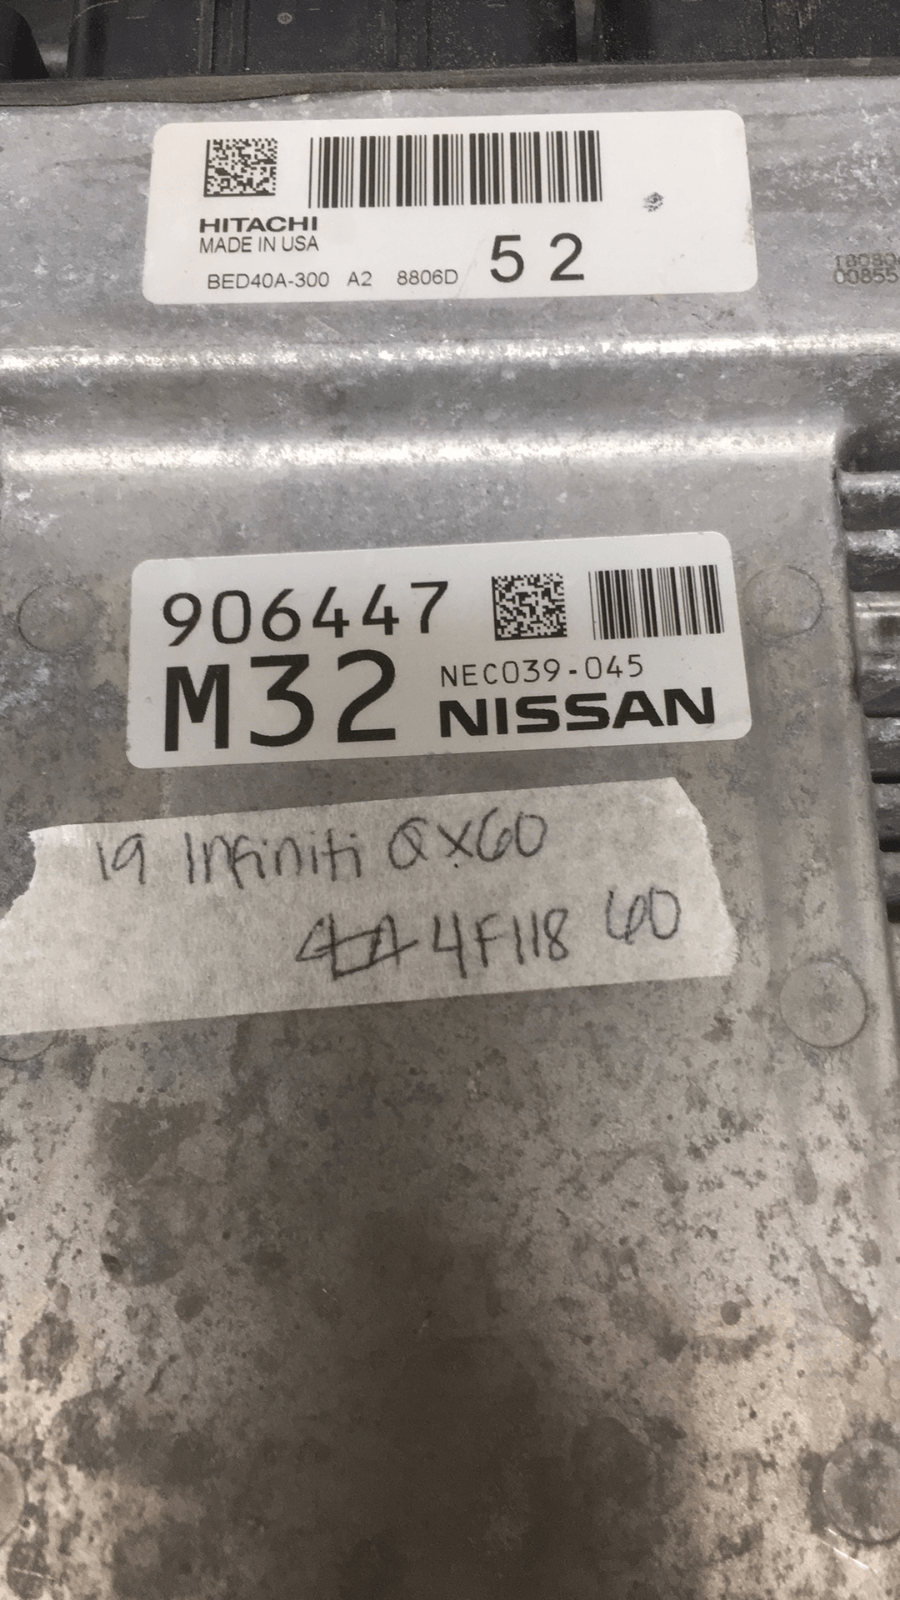 HITACHI
MADE IN USA
BED40A-300 A2 8806D 52
906447
M32
NEC039-045
NISSAN
19 Infiniti QX60
4F118 60